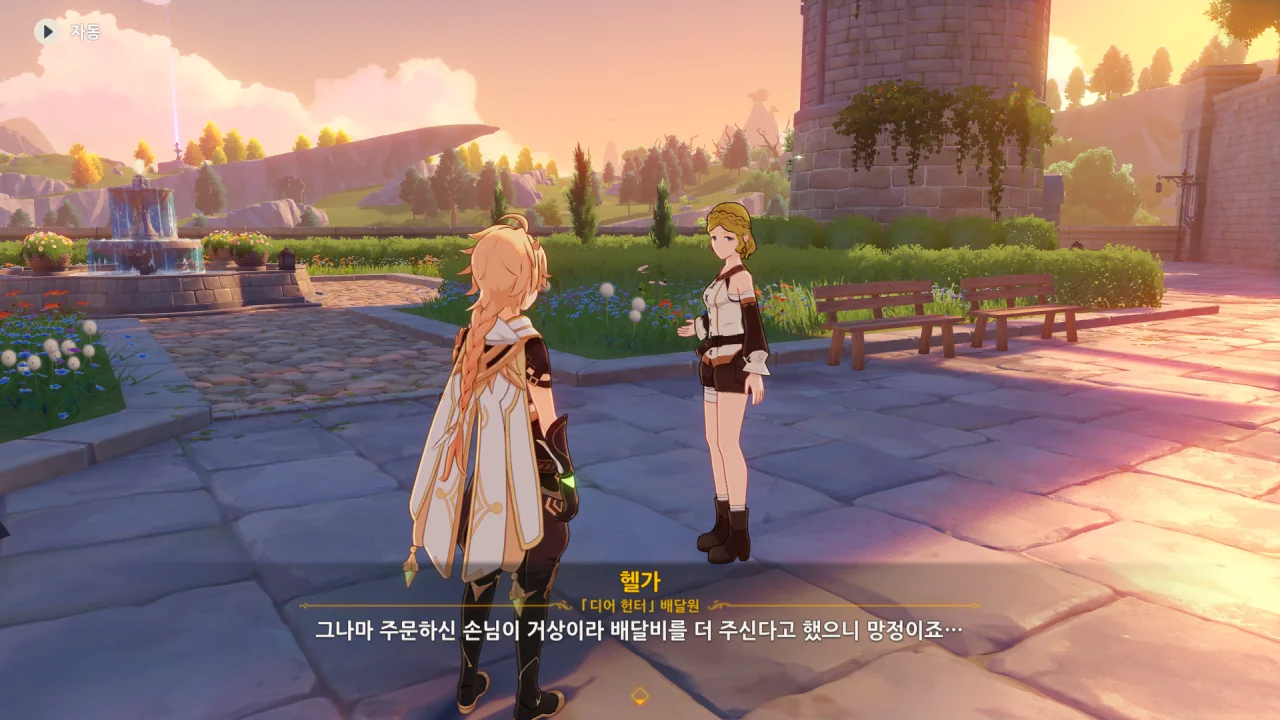 자동
헬가
「디어 헌터」 배달원
그나마 주문하신 손님이 거상이라 배달비를 더 주신다고 했으니 망정이죠…